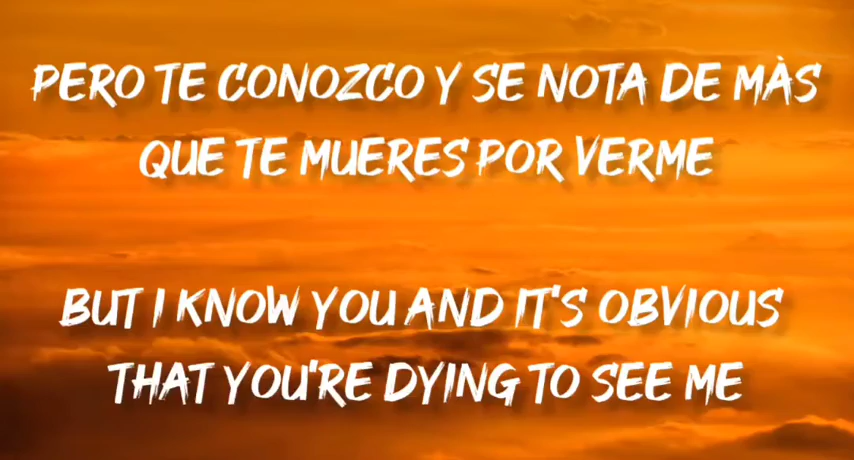 PERO TE CONOZCO Y SE NOTA DE MÀS
QUE TE MUERES POR VERME
BUT I KNOW YOU AND IT'S OBVIOUS
THAT YOU'RE DYING TO SEE ME